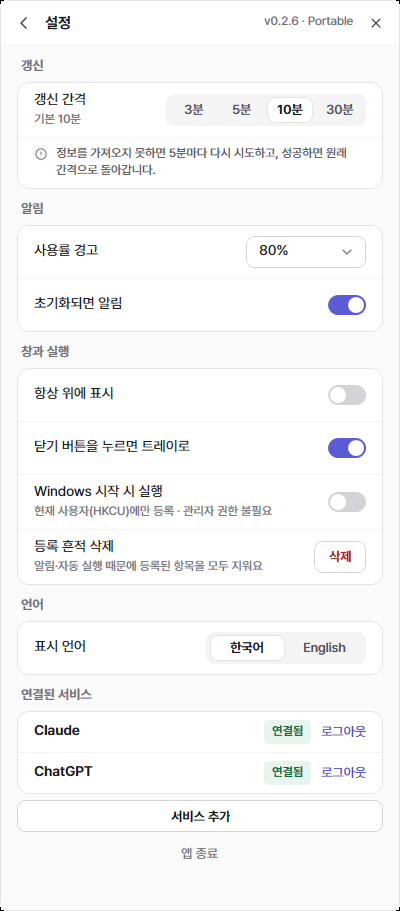 설정
v0.2.6 · Portable
갱신
갱신 간격
기본 10분
3분
5분
10분
30분
정보를 가져오지 못하면 5분마다 다시 시도하고, 성공하면 원래
간격으로 돌아갑니다.
알림
사용률 경고
80%
초기화되면 알림
창과 실행
항상 위에 표시
닫기 버튼을 누르면 트레이로
Windows 시작 시 실행
현재 사용자(HKCU)에만 등록 · 관리자 권한 불필요
등록 흔적 삭제
알림·자동 실행 때문에 등록된 항목을 모두 지워요
삭제
언어
표시 언어
한국어
English
연결된 서비스
Claude
연결됨
로그아웃
ChatGPT
연결됨
로그아웃
서비스 추가
앱 종료